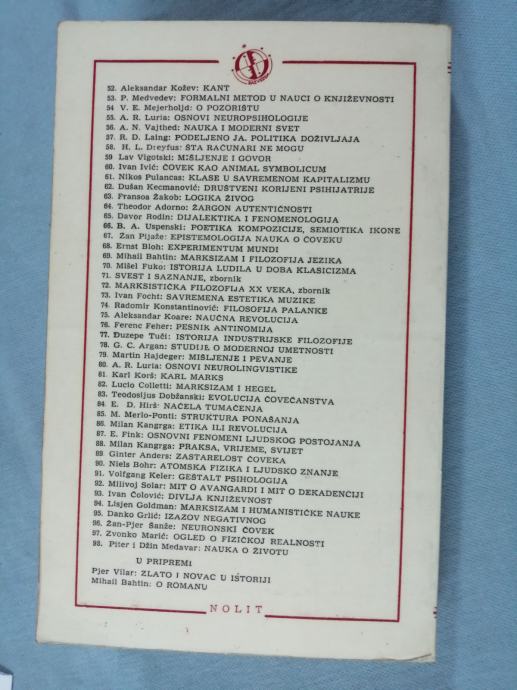 52. Aleksandar Kožev: KANT
53. P. Medvedev: FORMALNI METOD U NAUCI O KNJIŽEVNOSTI
54. V. E. Mejerholjd: O POZORIŠTU
55. A. R. Luria: OSNOVI NEUROPSIHOLOGIJE
56. A. N. Vajthed: NAUKA I MODERNI SVET
57. R. D. Laing: PODELJENO JA. POLITIKA DOŽIVLJAJA
58. H. L. Dreyfus: ŠTA RAČUNARI NE MOGU
59. Lav Vigotski: MIŠLJENJE I GOVOR
60. Ivan Ivić: ČOVEK KAO ANIMAL SYMBOLICUM
61. Nikos Pulancas: KLASE U SAVREMENOM KAPITALIZMU
62. Dušan Kecmanović: DRUŠTVENI KORIJENI PSIHIJATRIJE
63. Fransoa Žakob: LOGIKA ŽIVOG
64. Theodor Adorno: ŽARGON AUTENTIČNOSTI
65. Davor Rodin: DIJALEKTIKA I FENOMENOLOGIJA
66. B. A. Uspenski: POETIKA KOMPOZICIJE, SEMIOTIKA IKONE
67. Žan Pijaže: EPISTEMOLOGIJA NAUKA O ČOVEKU
68. Ernst Bloh: EXPERIMENTUM MUNDI
69. Mihail Bahtin: MARKSIZAM I FILOZOFIJA JEZIKA
70. Mišel Fuko: ISTORIJA LUDILA U DOBA KLASICIZMA
71. SVEST I SAZNANJE, zbornik
72. MARKSISTIČKA FILOZOFIJA XX VEKA, zbornik
73. Ivan Focht: SAVREMENA ESTETIKA MUZIKE
74. Radomir Konstantinović: FILOSOFIJA PALANKE
75. Aleksandar Koare: NAUČNA REVOLUCIJA
76. Ferenc Feher: PESNIK ANTINOMIJA
77. Đuzepe Tuči: ISTORIJA INDUSTRIJSKE FILOZOFIJE
78. G. C. Argan: STUDIJE O MODERNOJ UMETNOSTI
79. Martin Hajdeger: MIŠLJENJE I PEVANJE
80. A. R. Luria: OSNOVI NEUROLINGVISTIKE
81. Karl Korš: KARL MARKS
82. Lucio Colletti: MARKSIZAM I HEGEL
83. Teodosijus Dobžanski: EVOLUCIJA ČOVEČANSTVA
84. E. D. Hirš: NAČELA TUMAČENJA
85. M. Merlo-Ponti: STRUKTURA PONAŠANJA
86. Milan Kangrga: ETIKA ILI REVOLUCIJA
87. E. Fink: OSNOVNI FENOMENI LJUDSKOG POSTOJANJA
88. Milan Kangrga: PRAKSA, VRIJEME, SVIJET
89. Ginter Anders: ZASTARELOST ČOVEKA
90. Niels Bohr: ATOMSKA FIZIKA I LJUDSKO ZNANJE
91. Volfgang Keler: GEŠTALT PSIHOLOGIJA
92. Milivoj Solar: MIT O AVANGARDI I MIT O DEKADENCIJI
93. Ivan Čolović: DIVLJA KNJIŽEVNOST
94. Lisjen Goldman: MARKSIZAM I HUMANISTIČKE NAUKE
95. Danko Grlić: IZAZOV NEGATIVNOG
96. Žan-Pjer Šanže: NEURONSKI ČOVEK
97. Zvonko Marić: OGLED O FIZIČKOJ REALNOSTI
98. Piter i Džin Medavar: NAUKA O ŽIVOTU
U PRIPREMI
Pjer Vilar: ZLATO I NOVAC U ISTORIJI
Mihail Bahtin: O ROMANU
NOLIT